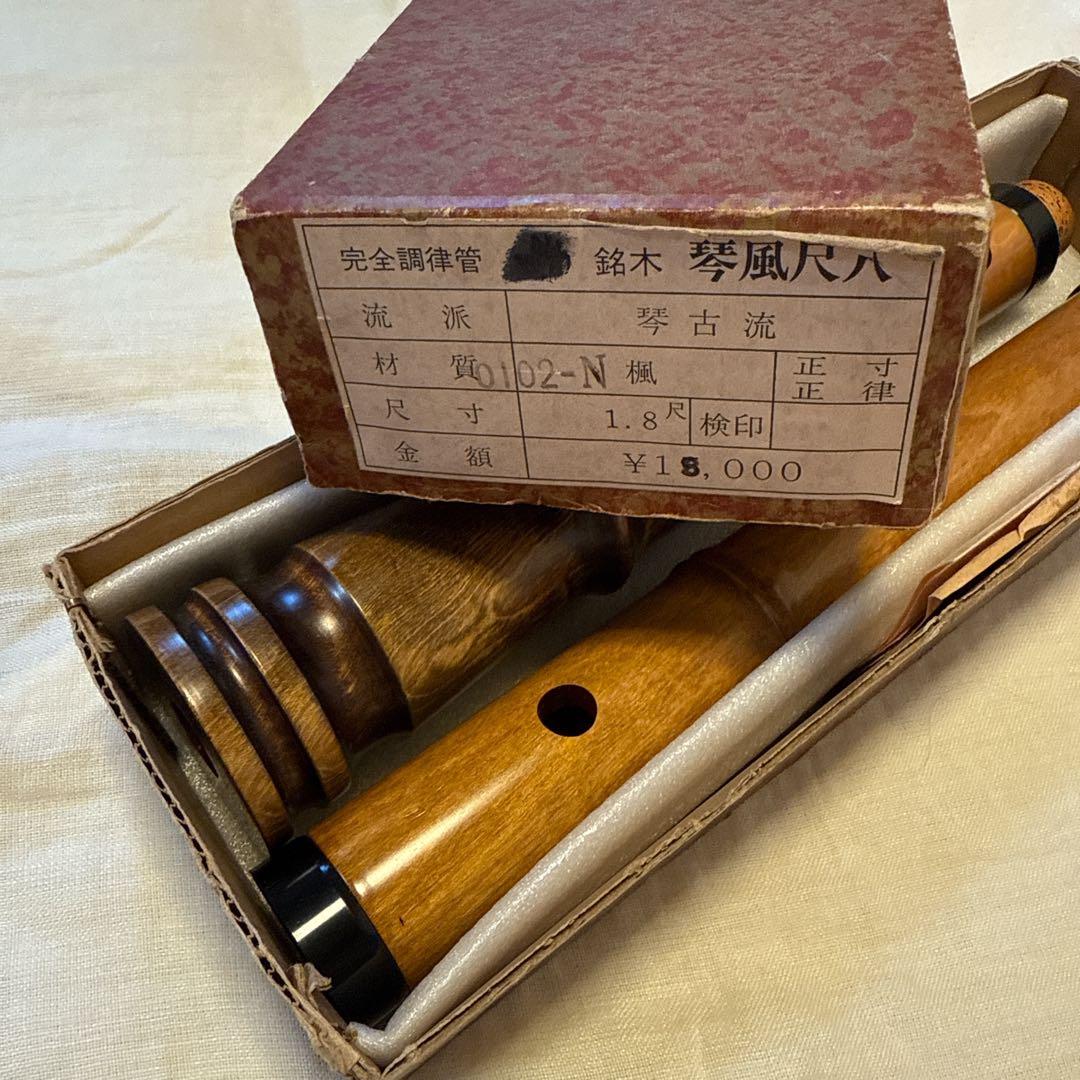 完全調律管 銘木 琴風尺八
流派 琴古流
材質 0102-N 楓 正寸
正律
尺寸 1.8尺 検印
金額 ¥18,000